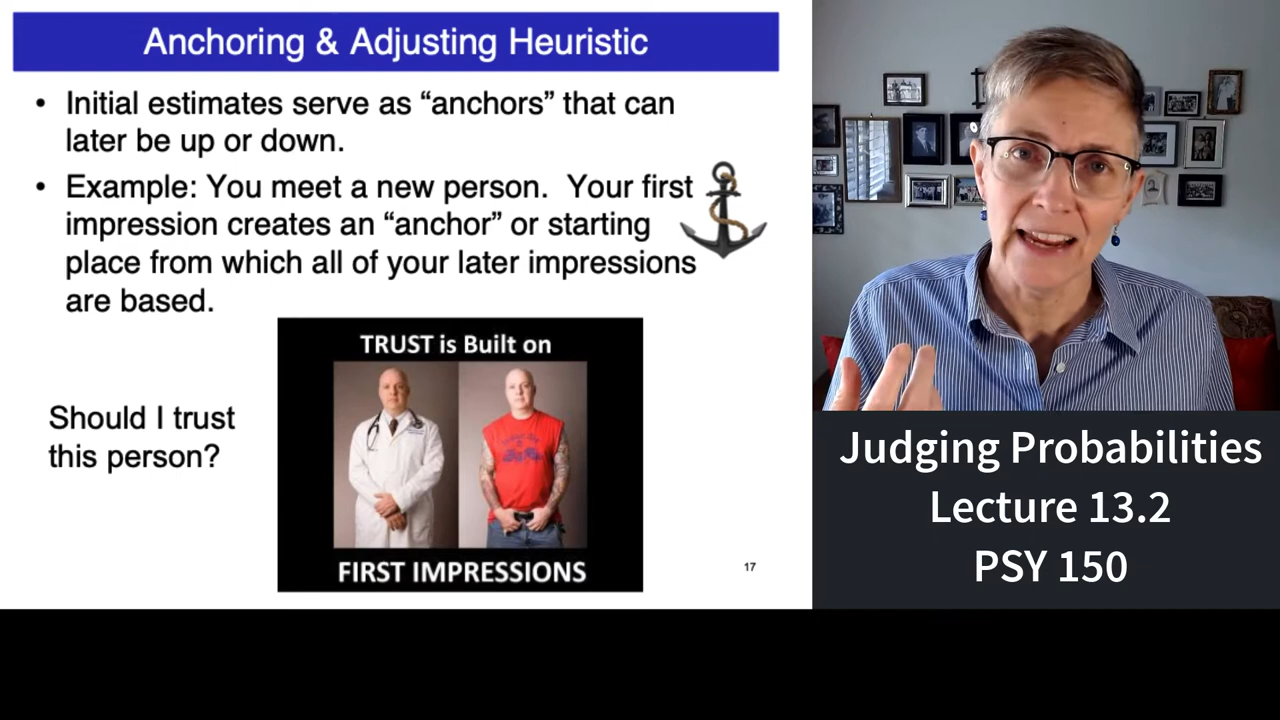 Anchoring & Adjusting Heuristic
• Initial estimates serve as “anchors” that can
later be up or down.
• Example: You meet a new person. Your first
impression creates an “anchor” or starting
place from which all of your later impressions
are based.
TRUST is Built on
FIRST IMPRESSIONS
Should I trust
this person?
17
Judging Probabilities
Lecture 13.2
PSY 150